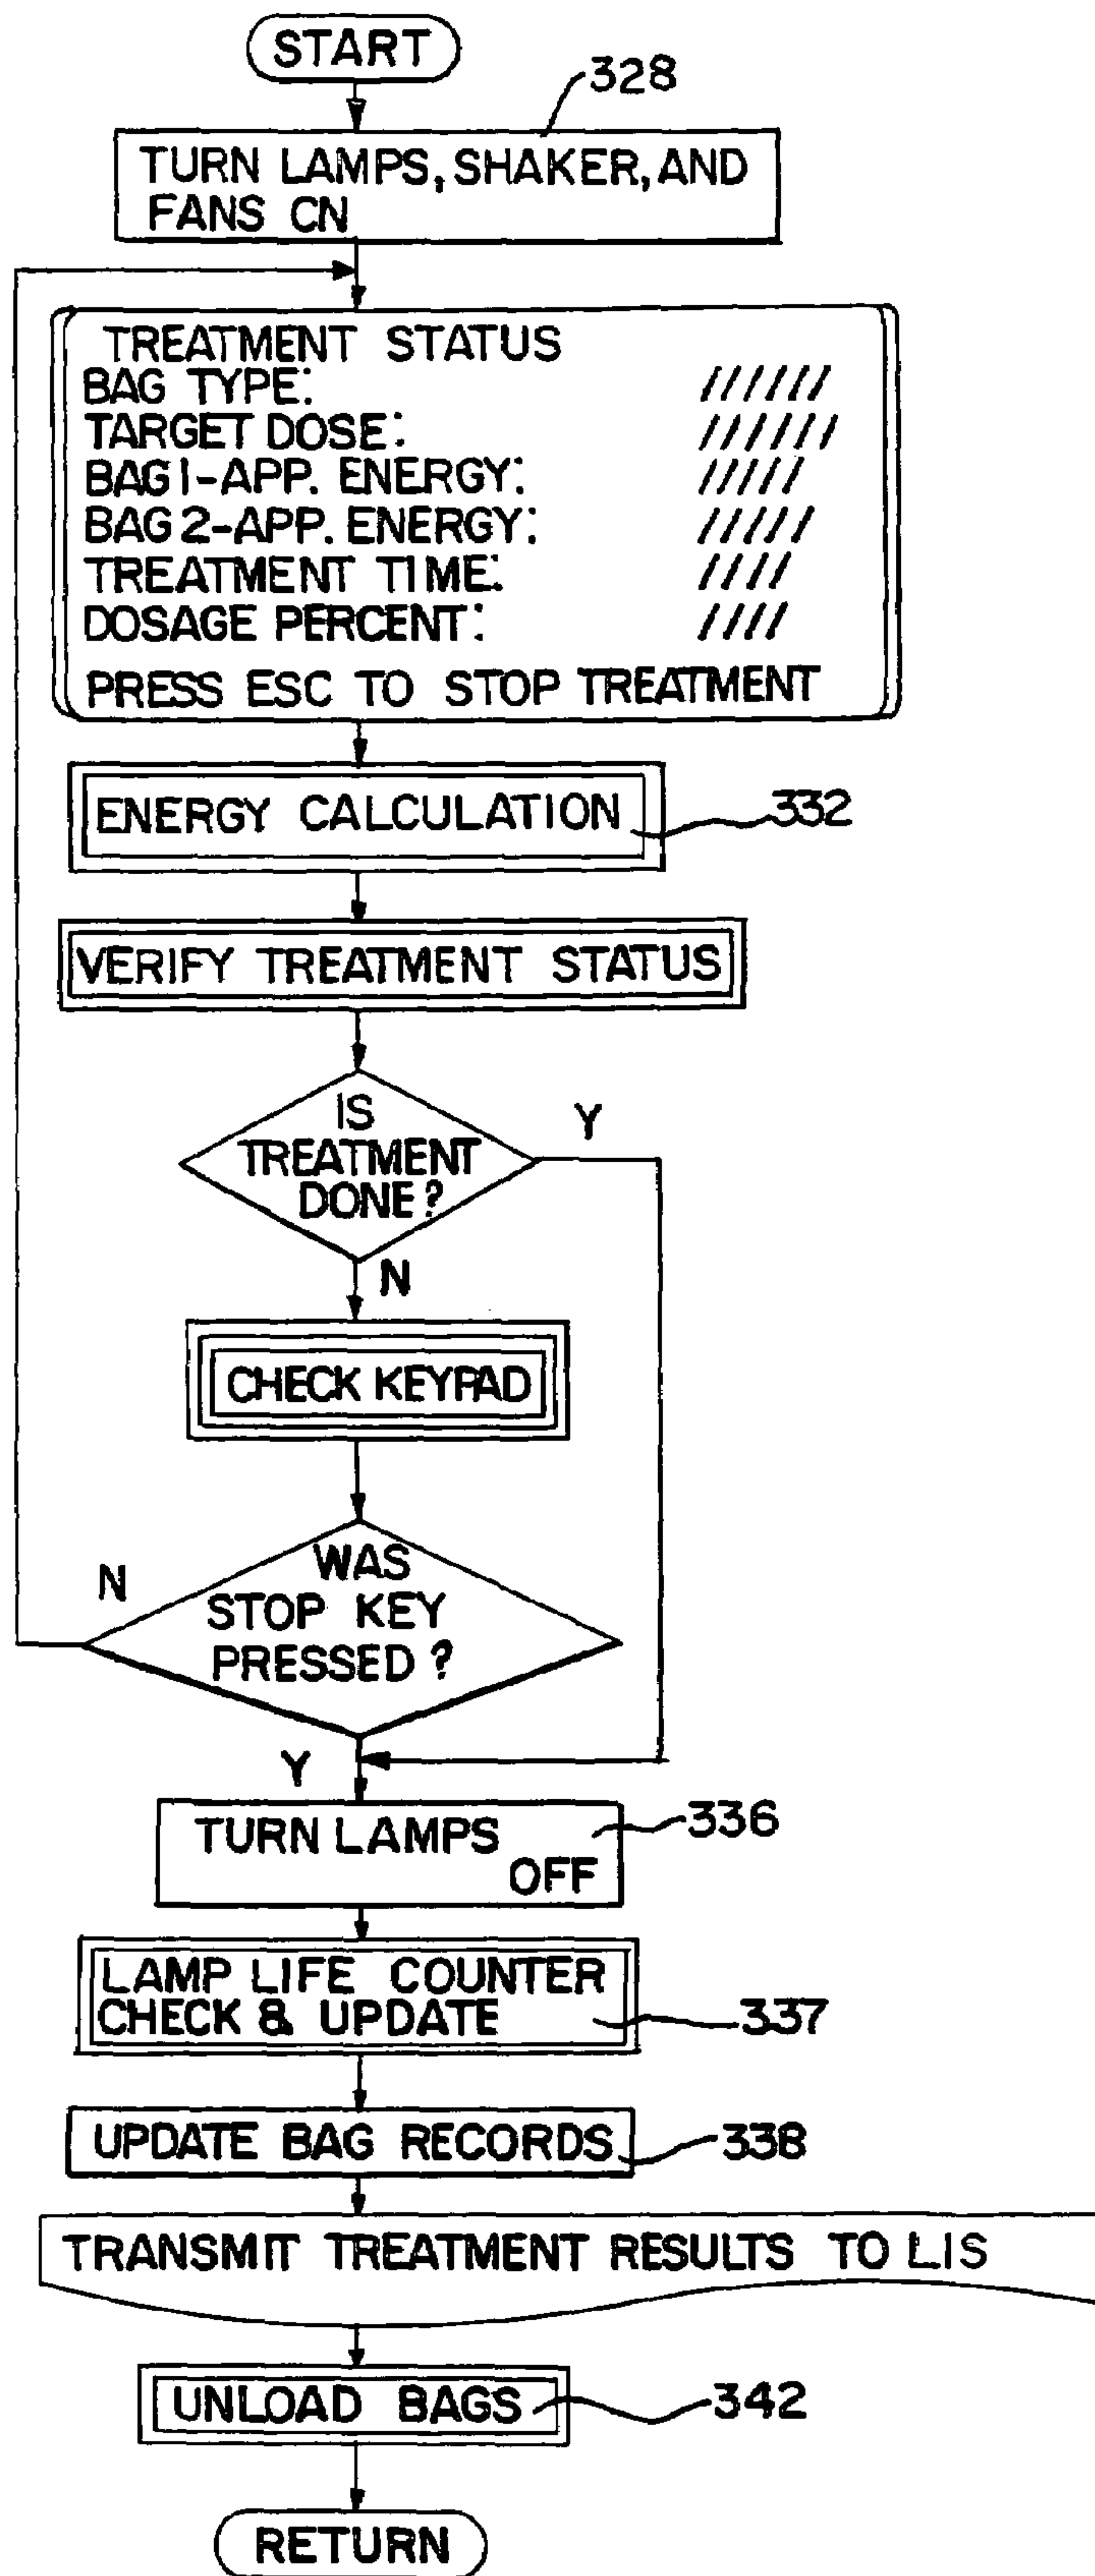 START
328
TURN LAMPS, SHAKER, AND
FANS CN
TREATMENT STATUS
BAG TYPE: //////
TARGET DOSE: //////
BAG 1-APP. ENERGY: /////
BAG 2-APP. ENERGY: /////
TREATMENT TIME: ////
DOSAGE PERCENT: ////
PRESS ESC TO STOP TREATMENT
ENERGY CALCULATION
332
VERIFY TREATMENT STATUS
IS
TREATMENT
DONE?
Y
N
CHECK KEYPAD
WAS
STOP KEY
PRESSED?
N
Y
TURN LAMPS
OFF
336
LAMP LIFE COUNTER
CHECK & UPDATE
337
UPDATE BAG RECORDS
338
TRANSMIT TREATMENT RESULTS TO LIS
UNLOAD BAGS
342
RETURN